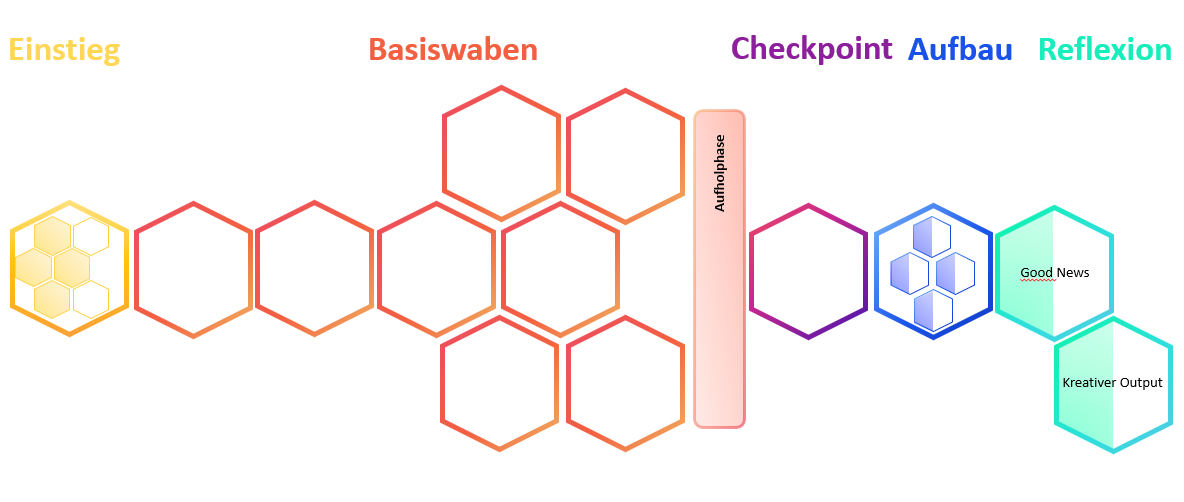 Einstieg
Basiswaben
Checkpoint
Aufbau
Reflexion
Aufholphase
Good News
Kreativer Output